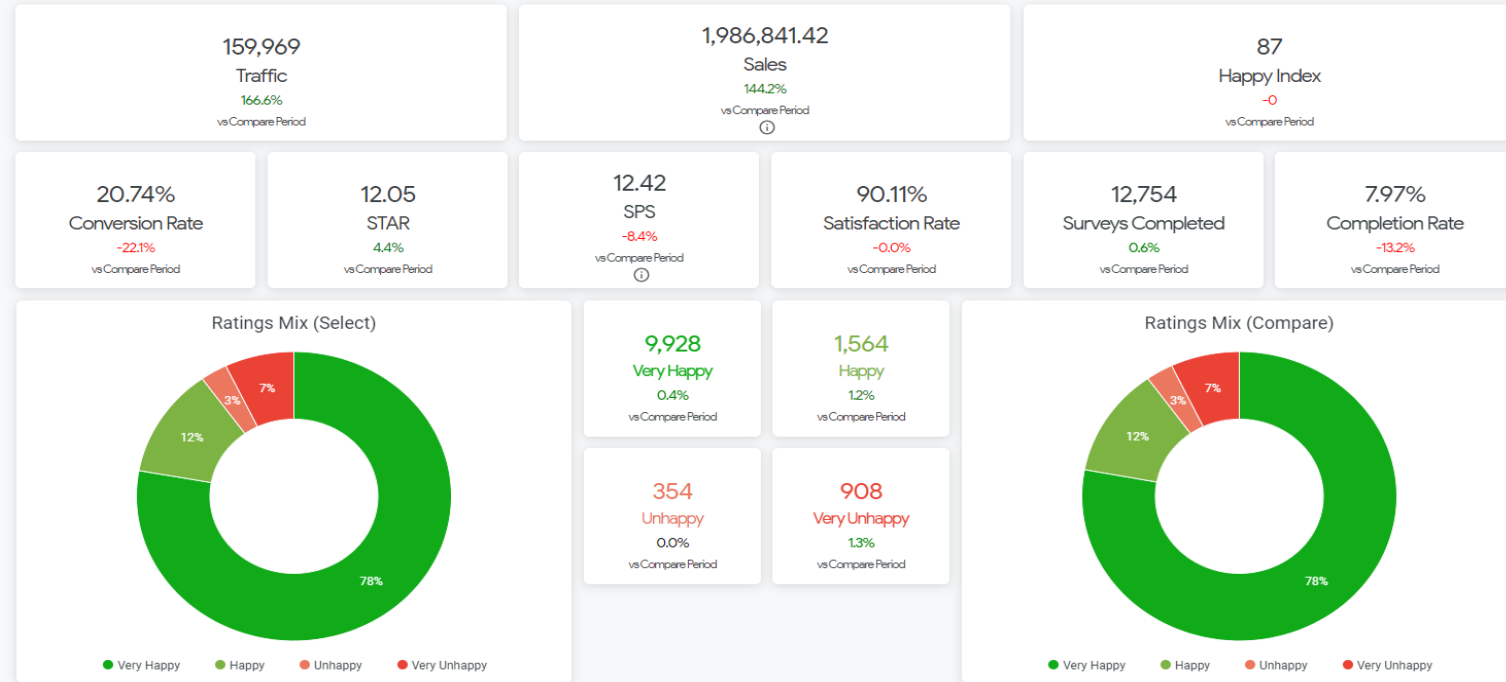 159,969
Traffic
166.6%
vs Compare Period
1,986,841.42
Sales
144.2%
vs Compare Period
87
Happy Index
-0
vs Compare Period
20.74%
Conversion Rate
-22.1%
vs Compare Period
12.05
STAR
4.4%
vs Compare Period
12.42
SPS
-8.4%
vs Compare Period
90.11%
Satisfaction Rate
-0.0%
vs Compare Period
12,754
Surveys Completed
0.6%
vs Compare Period
7.97%
Completion Rate
-13.2%
vs Compare Period
Ratings Mix (Select)
7%
3%
12%
78%
Very Happy Happy Unhappy Very Unhappy
9,928
Very Happy
0.4%
vs Compare Period
1,564
Happy
1.2%
vs Compare Period
354
Unhappy
0.0%
vs Compare Period
908
Very Unhappy
1.3%
vs Compare Period
Ratings Mix (Compare)
7%
3%
12%
78%
Very Happy Happy Unhappy Very Unhappy